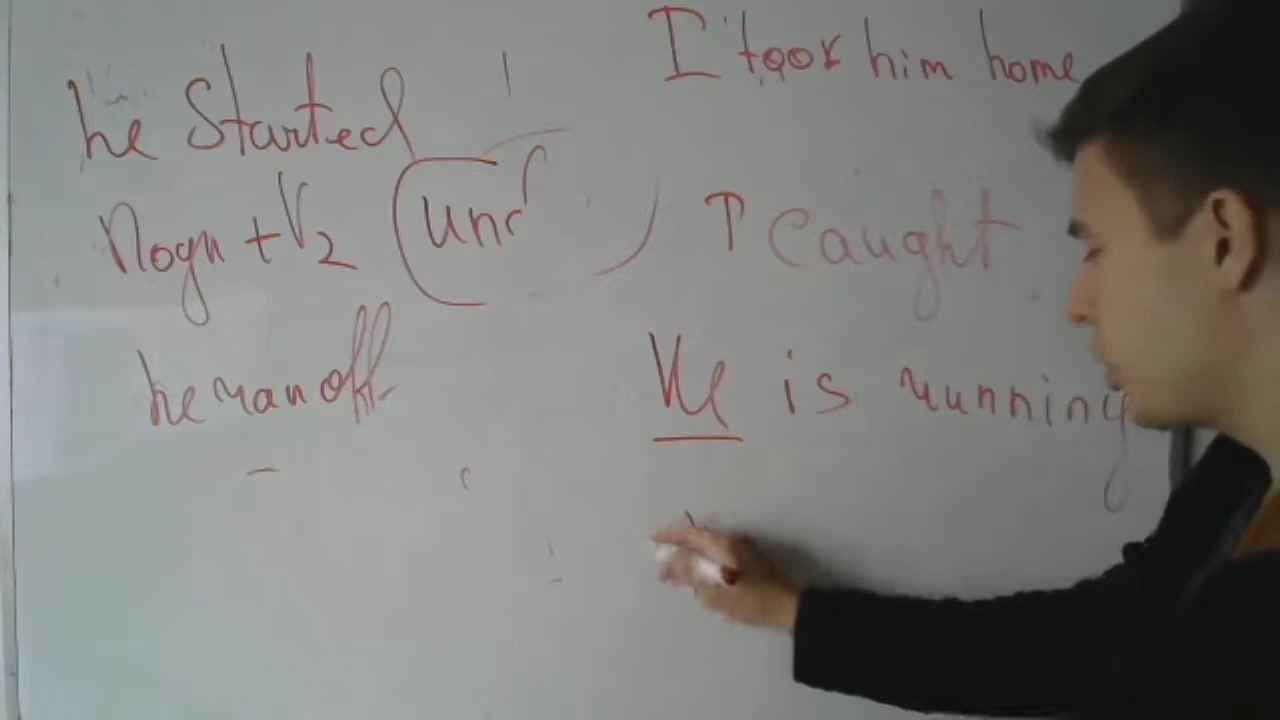 he started
Подл + V2
he ran off
I took him home
I caught
He is running